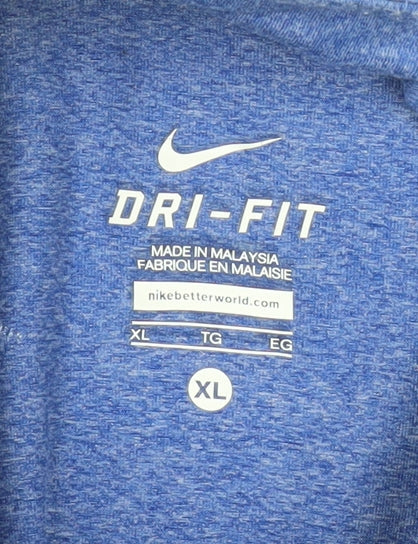 DRI-FIT
MADE IN MALAYSIA
FABRIQUE EN MALAISIE
nikebetterworld.com
XL TG EG
XL